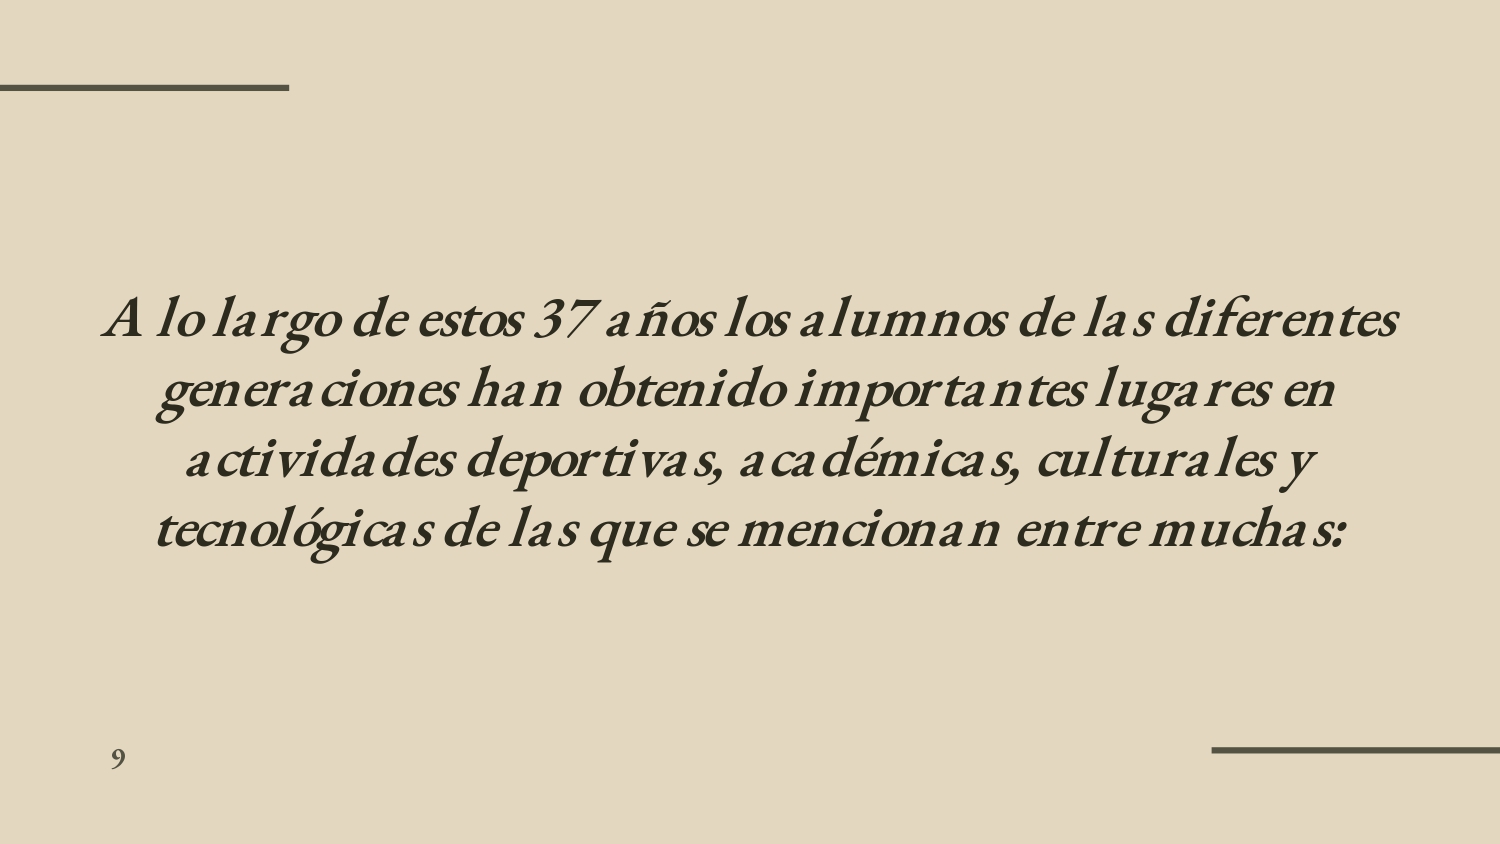 A lo largo de estos 37 años los alumnos de las diferentes
generaciones han obtenido importantes lugares en
actividades deportivas, académicas, culturales y
tecnológicas de las que se mencionan entre muchas:
9